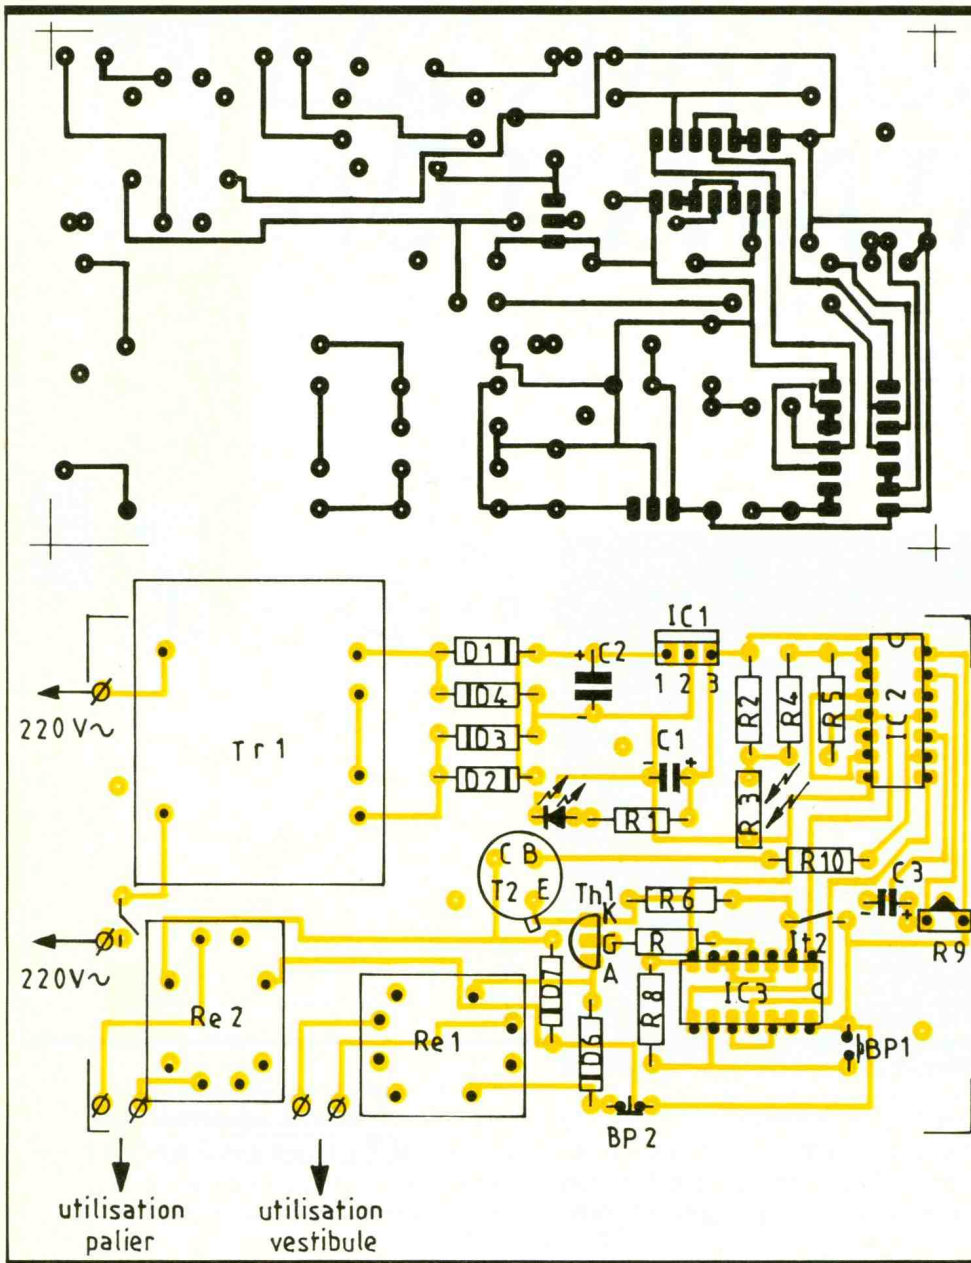 IC1
D1
+ C2
1 2 3
R2
R4
R5
IC2
D4
220V~
Tr1
D3
-
C1
- +
D2
R3
R1
C B
T2 E
R10
Th1
K
R6
C3
- +
G
R
It2
R9
220V~
A
D7
Re2
R8
IC3
Re1
D6
BP1
BP2
utilisation
palier
utilisation
vestibule